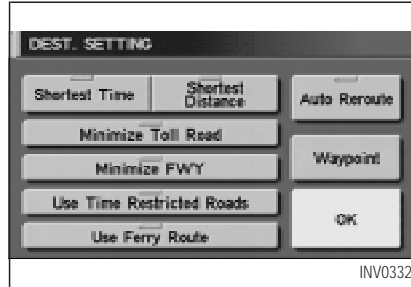 DEST. SETTING
Shortest Time
Shortest
Distance
Auto Reroute
Minimize Toll Road
Minimize FWY
Waypoint
Use Time Restricted Roads
OK
Use Ferry Route
INV0332